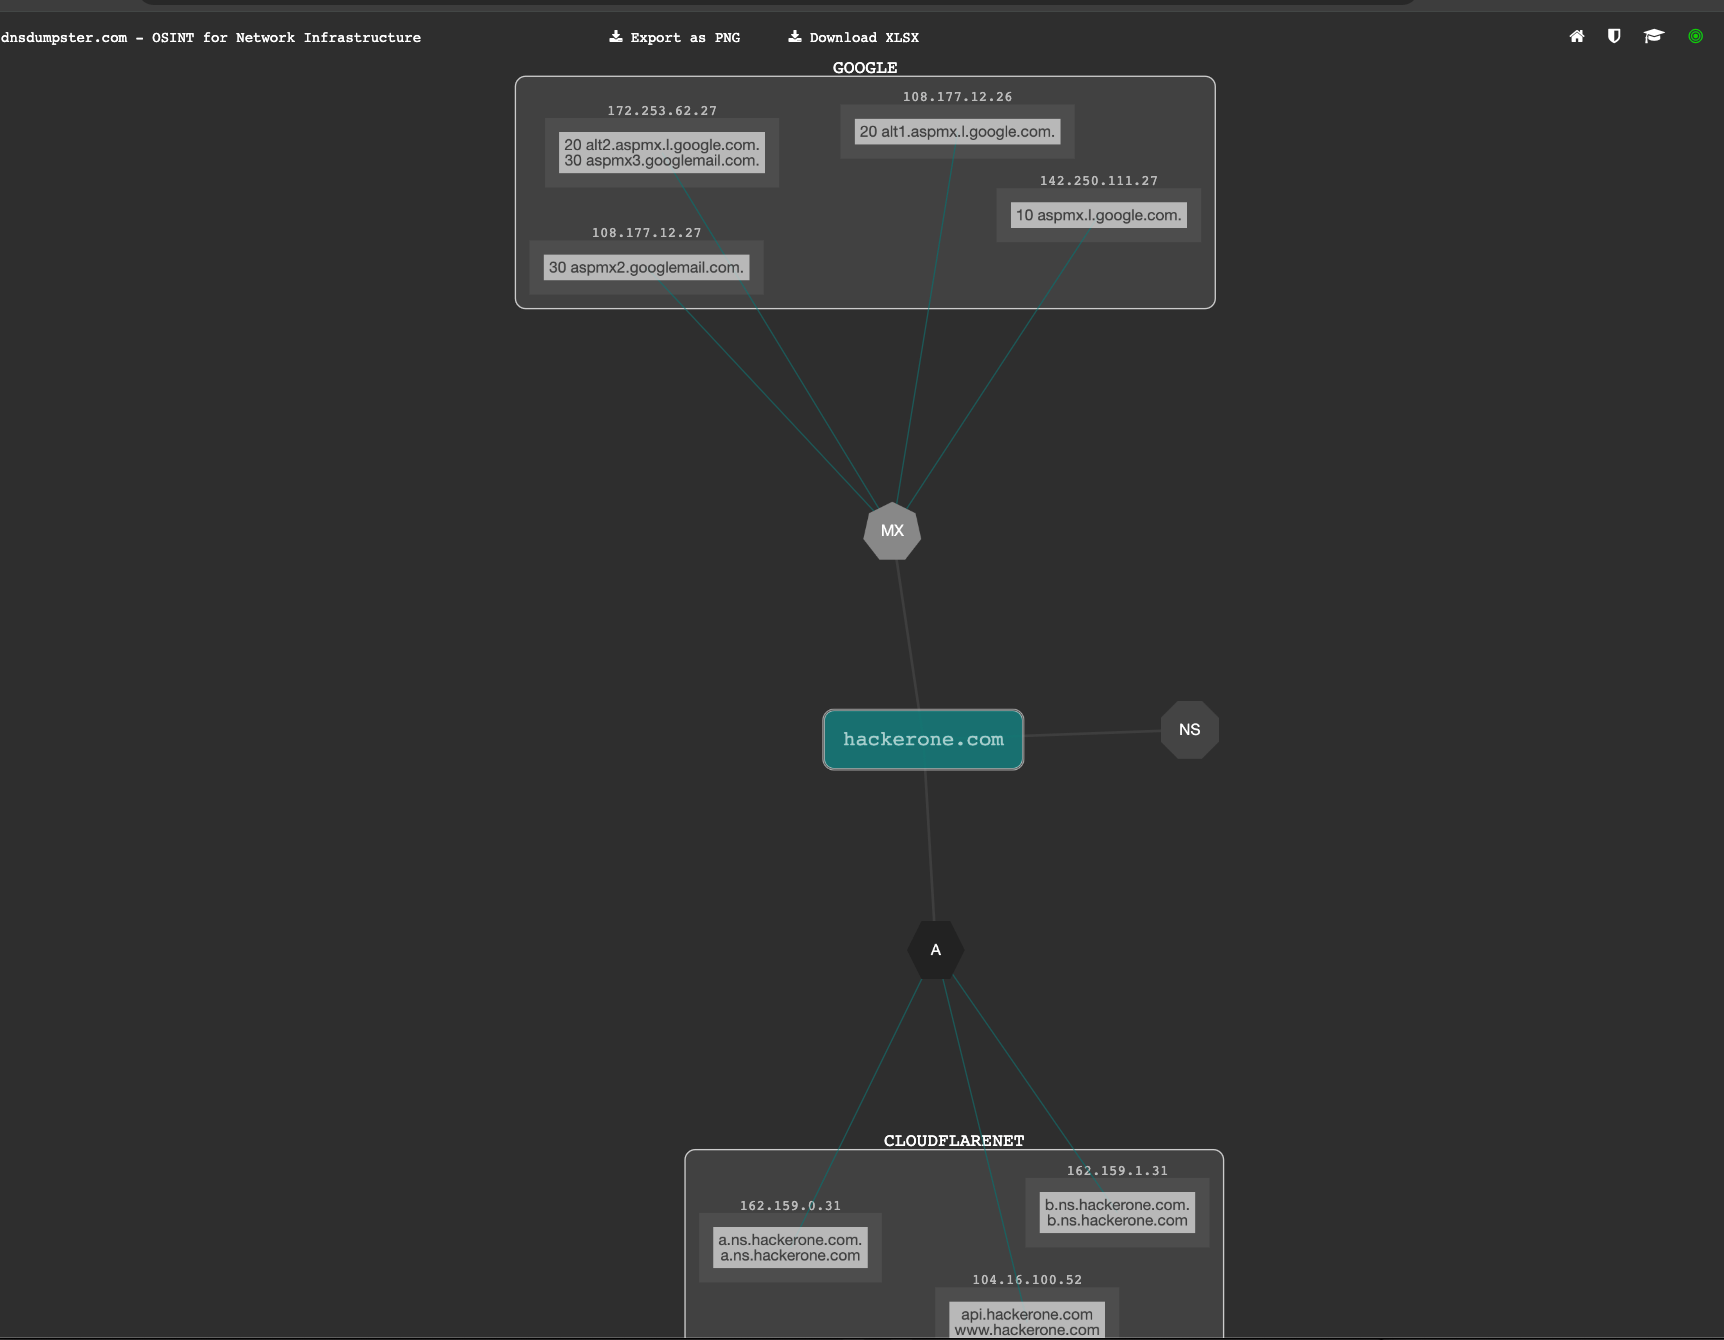 dnsdumpster.com - OSINT for Network Infrastructure
Export as PNG
Download XLSX
GOOGLE
172.253.62.27
20 alt2.aspmx.l.google.com.
30 aspmx3.googlemail.com.
108.177.12.26
20 alt1.aspmx.l.google.com.
142.250.111.27
10 aspmx.l.google.com.
108.177.12.27
30 aspmx2.googlemail.com.
MX
hackerone.com
NS
A
CLOUDFLARENET
162.159.1.31
b.ns.hackerone.com.
b.ns.hackerone.com
162.159.0.31
a.ns.hackerone.com.
a.ns.hackerone.com
104.16.100.52
api.hackerone.com
www.hackerone.com